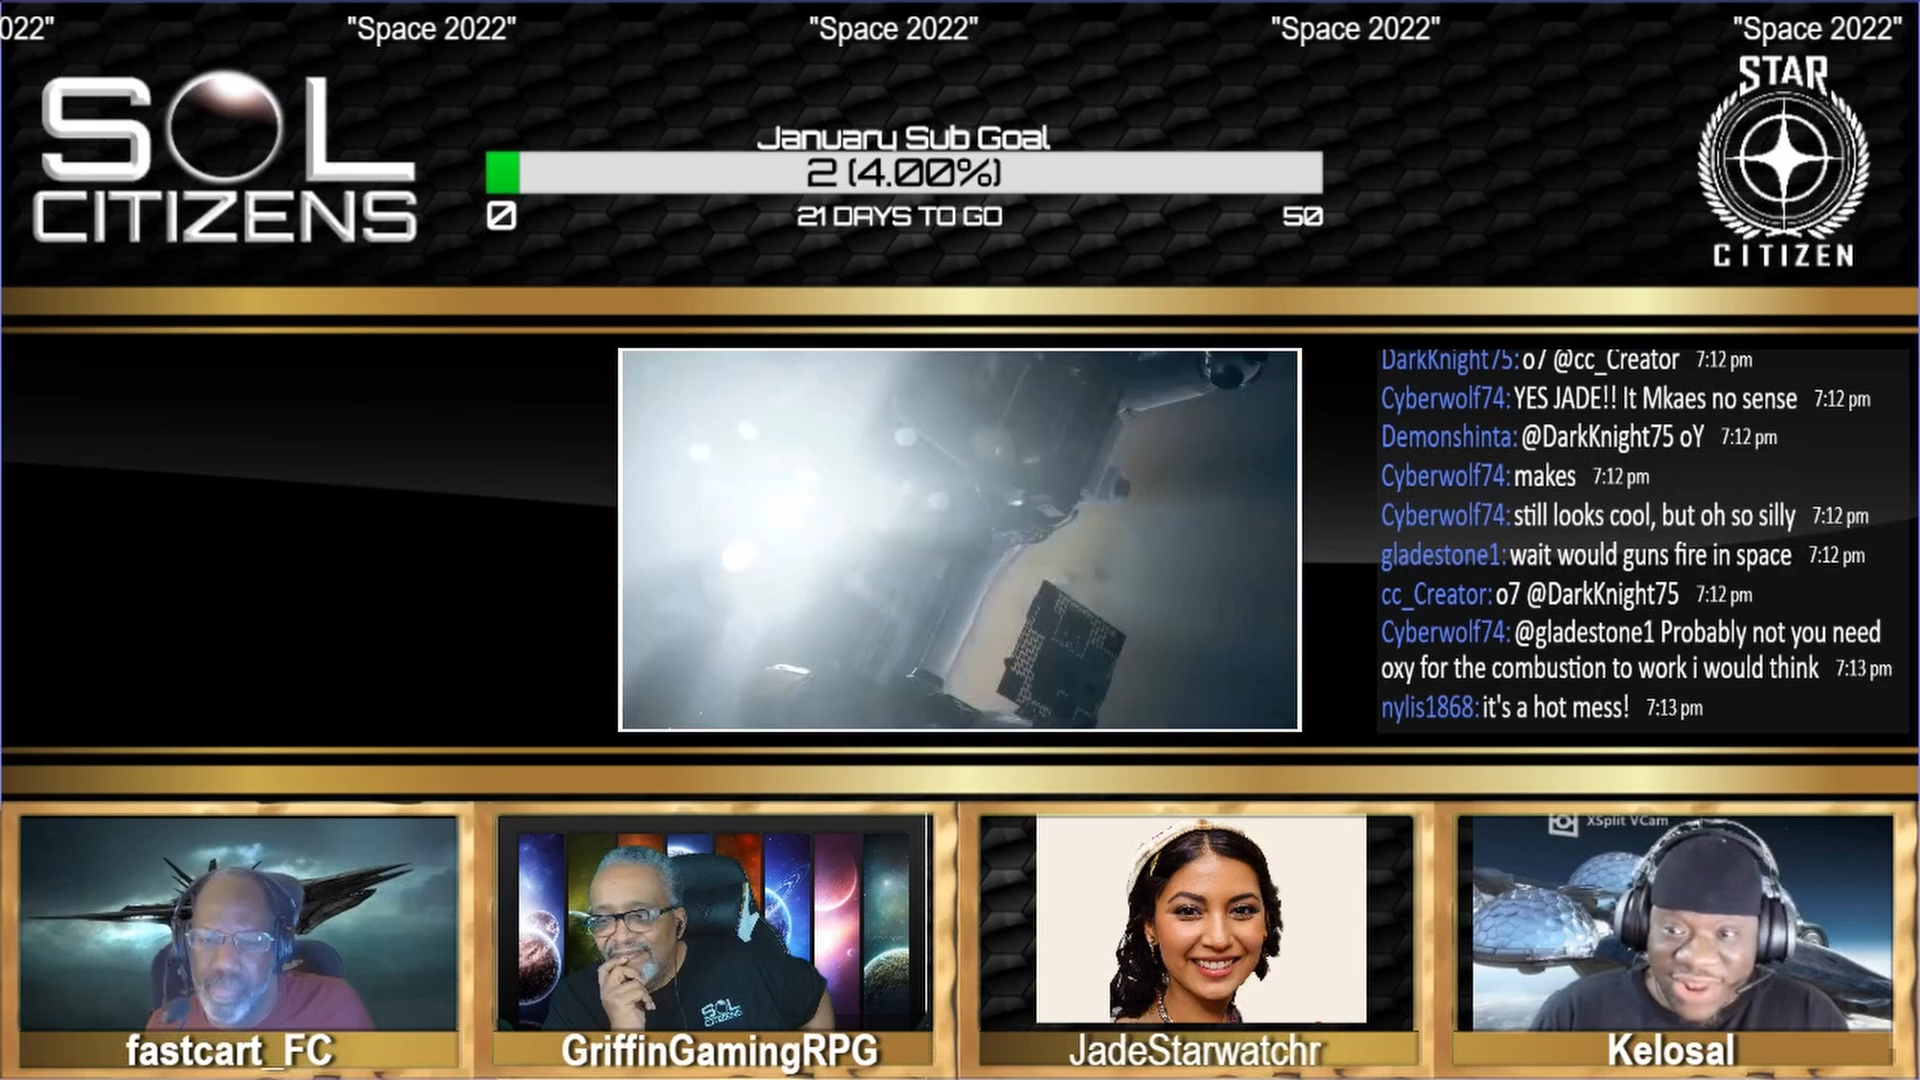 022"
"Space 2022"
"Space 2022"
"Space 2022"
"Space 2022"
SOL
CITIZENS
January Sub Goal
2 (4.00%)
0
21 DAYS TO GO
50
STAR
CITIZEN
DarkKnight75: o7 @cc_Creator 7:12 pm
Cyberwolf74: YES JADE!! It Mkaes no sense 7:12 pm
Demonshinta: @DarkKnight75 oY 7:12 pm
Cyberwolf74: makes 7:12 pm
Cyberwolf74: still looks cool, but oh so silly 7:12 pm
gladestone1: wait would guns fire in space 7:12 pm
cc_Creator: o7 @DarkKnight75 7:12 pm
Cyberwolf74: @gladestone1 Probably not you need
oxy for the combustion to work i would think 7:13 pm
nylis1868: it's a hot mess! 7:13 pm
XSplit VCam
SOL
CITIZENS
fastcart_FC
GriffinGamingRPG
JadeStarwatchr
Kelosal